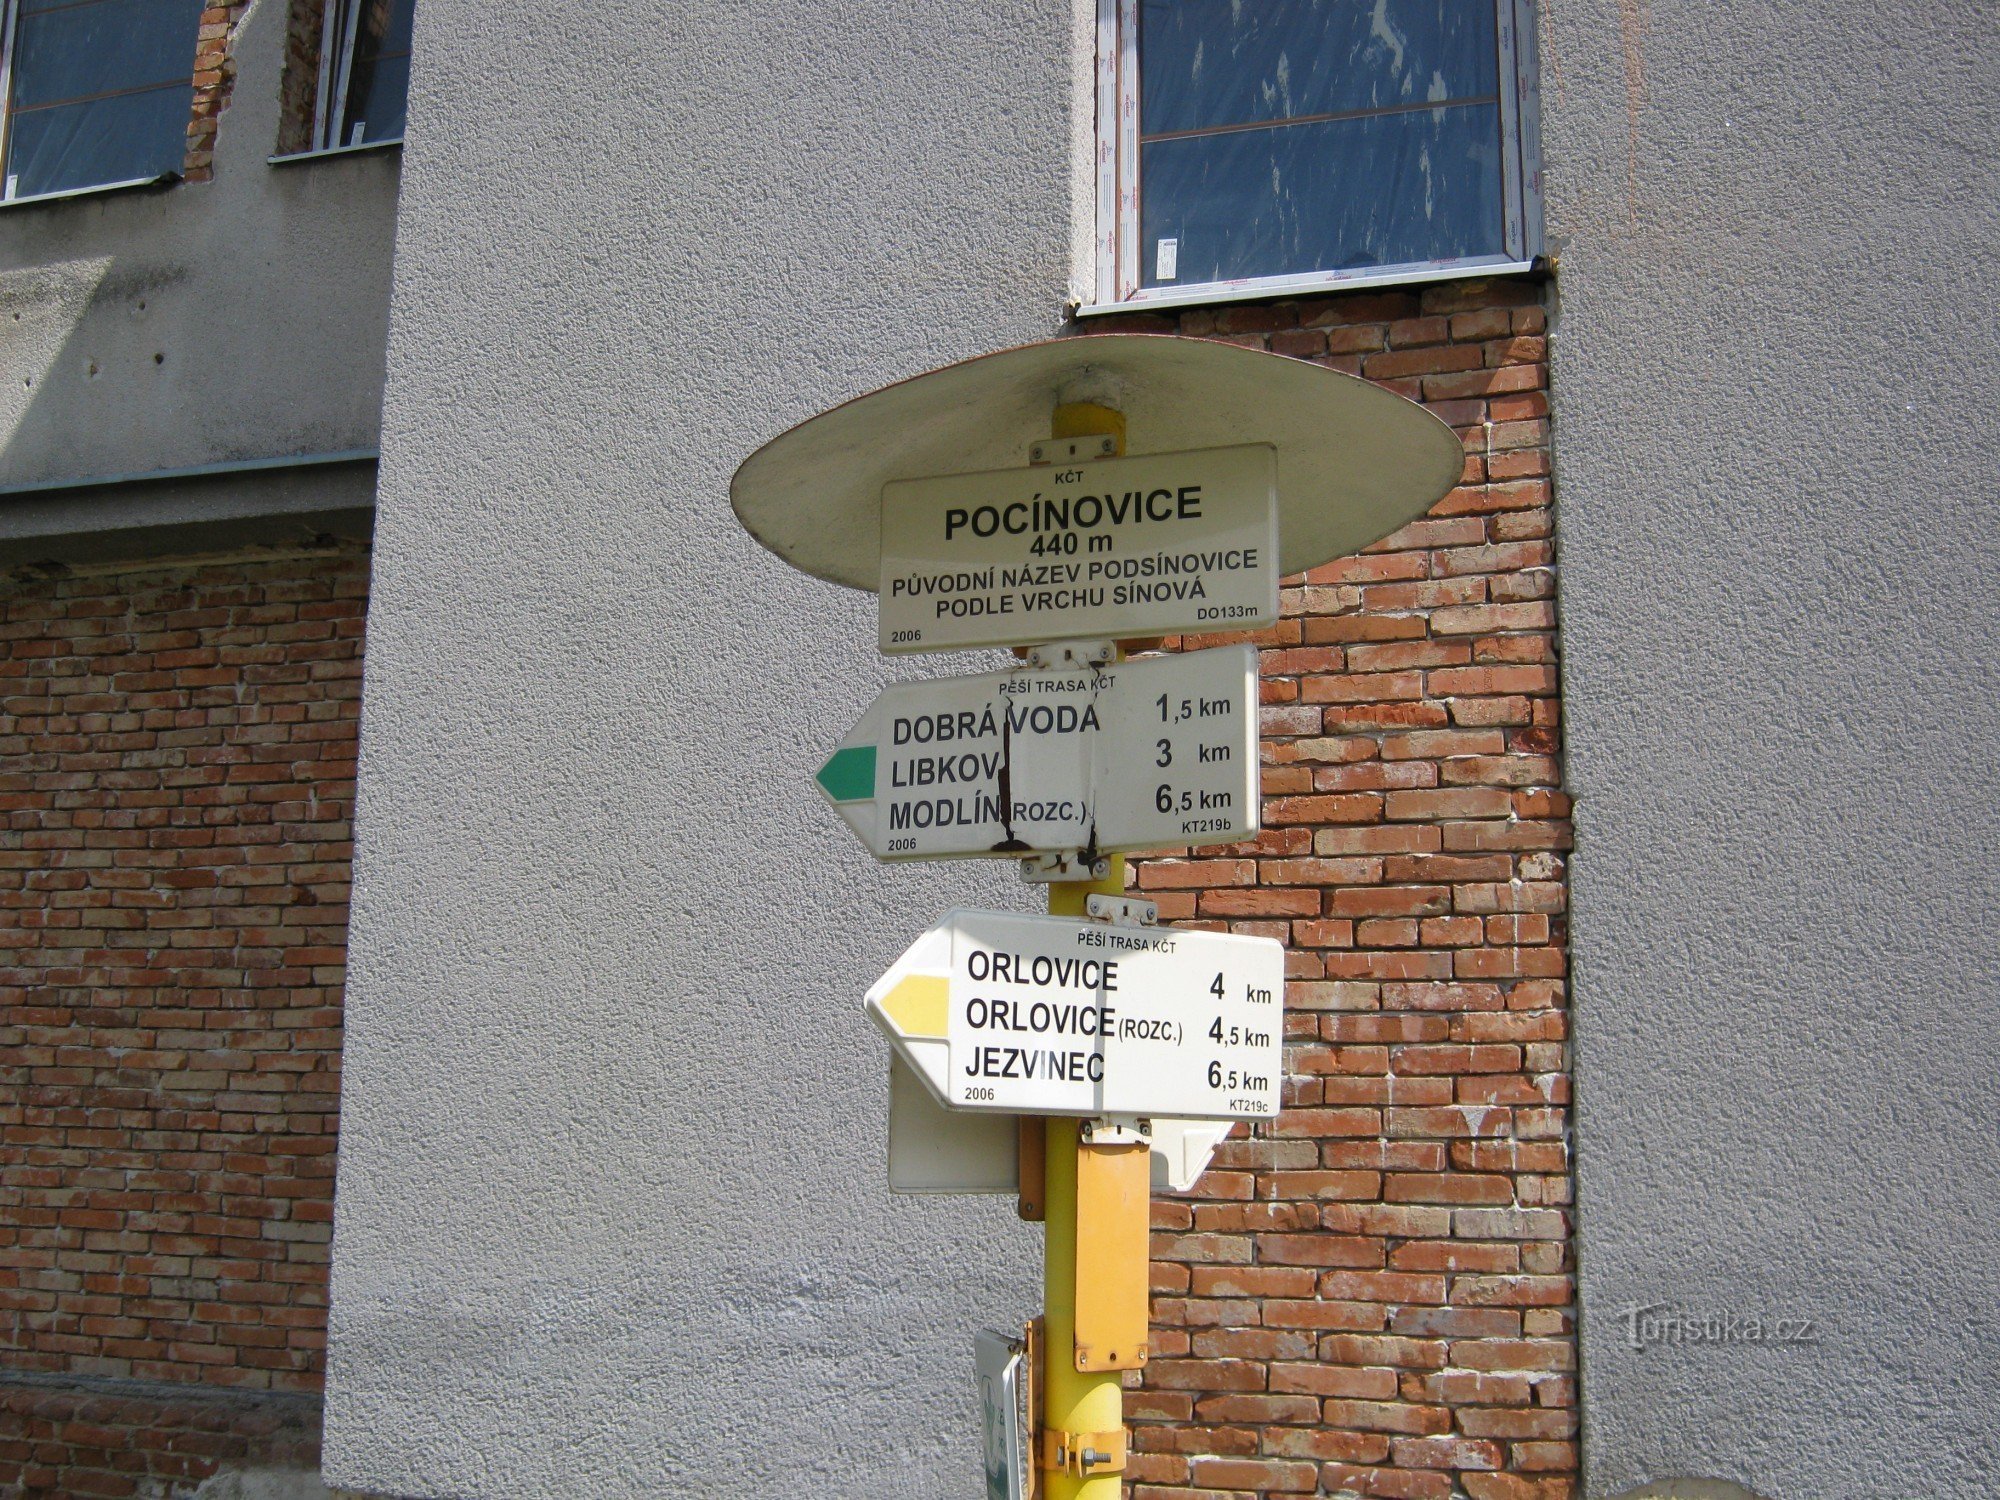 KČT
POCÍNOVICE
440 m
PŮVODNÍ NÁZEV PODSÍNOVICE
PODLE VRCHU SÍNOVÁ
2006 DO133m
PĚŠÍ TRASA KČT
DOBRÁ VODA 1,5 km
LIBKOV 3 km
MODLÍN (ROZC.) 6,5 km
2006 KT219b
PĚŠÍ TRASA KČT
ORLOVICE 4 km
ORLOVICE (ROZC.) 4,5 km
JEZVINEC 6,5 km
2006 KT219c
Turistika.cz